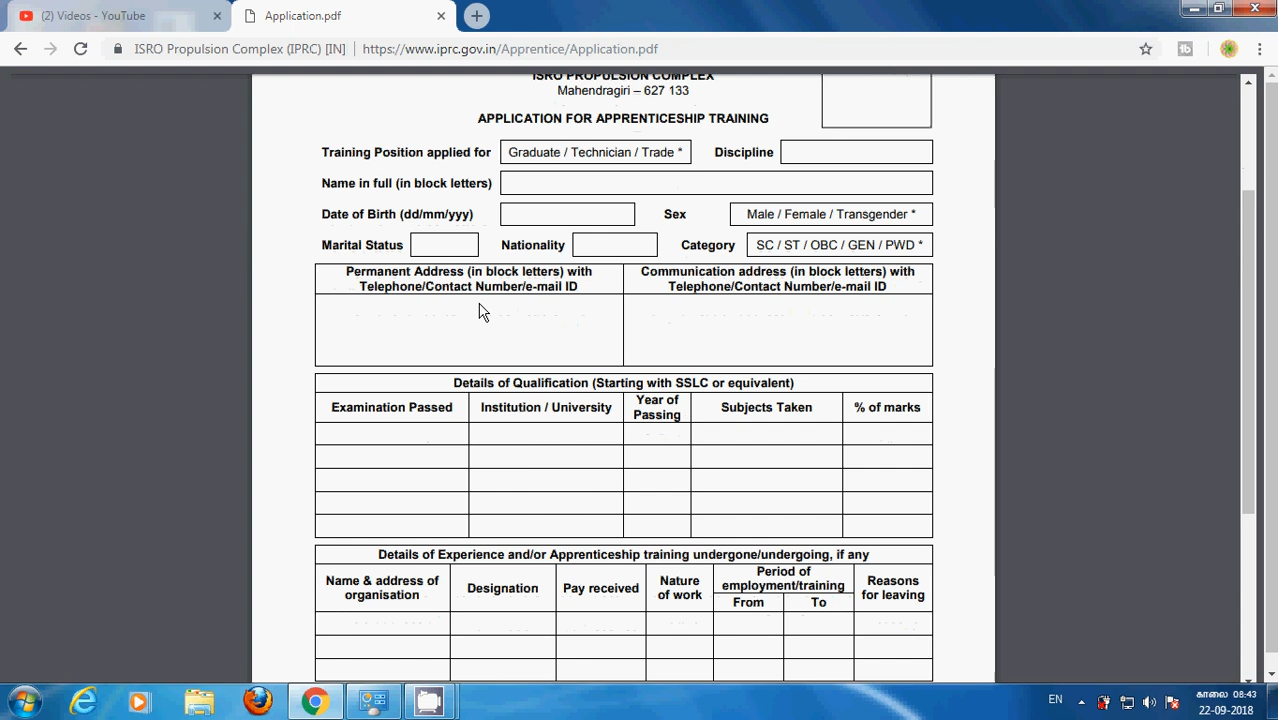 (2) Videos - YouTube
Application.pdf
ISRO Propulsion Complex (IPRC) [IN] https://www.iprc.gov.in/Apprentice/Application.pdf
ISRO PROPULSION COMPLEX
Mahendragiri – 627 133
APPLICATION FOR APPRENTICESHIP TRAINING
Training Position applied for Graduate / Technician / Trade * Discipline
Name in full (in block letters)
Date of Birth (dd/mm/yyy) Sex Male / Female / Transgender *
Marital Status Nationality Category SC / ST / OBC / GEN / PWD *
Permanent Address (in block letters) with
Telephone/Contact Number/e-mail ID
Communication address (in block letters) with
Telephone/Contact Number/e-mail ID
Details of Qualification (Starting with SSLC or equivalent)
Examination Passed Institution / University Year of
Passing Subjects Taken % of marks
Details of Experience and/or Apprenticeship training undergone/undergoing, if any
Name & address of
organisation
Designation
Pay received
Nature
of work
Period of
employment/training
From To
Reasons
for leaving
EN
காலை 08:43
22-09-2018